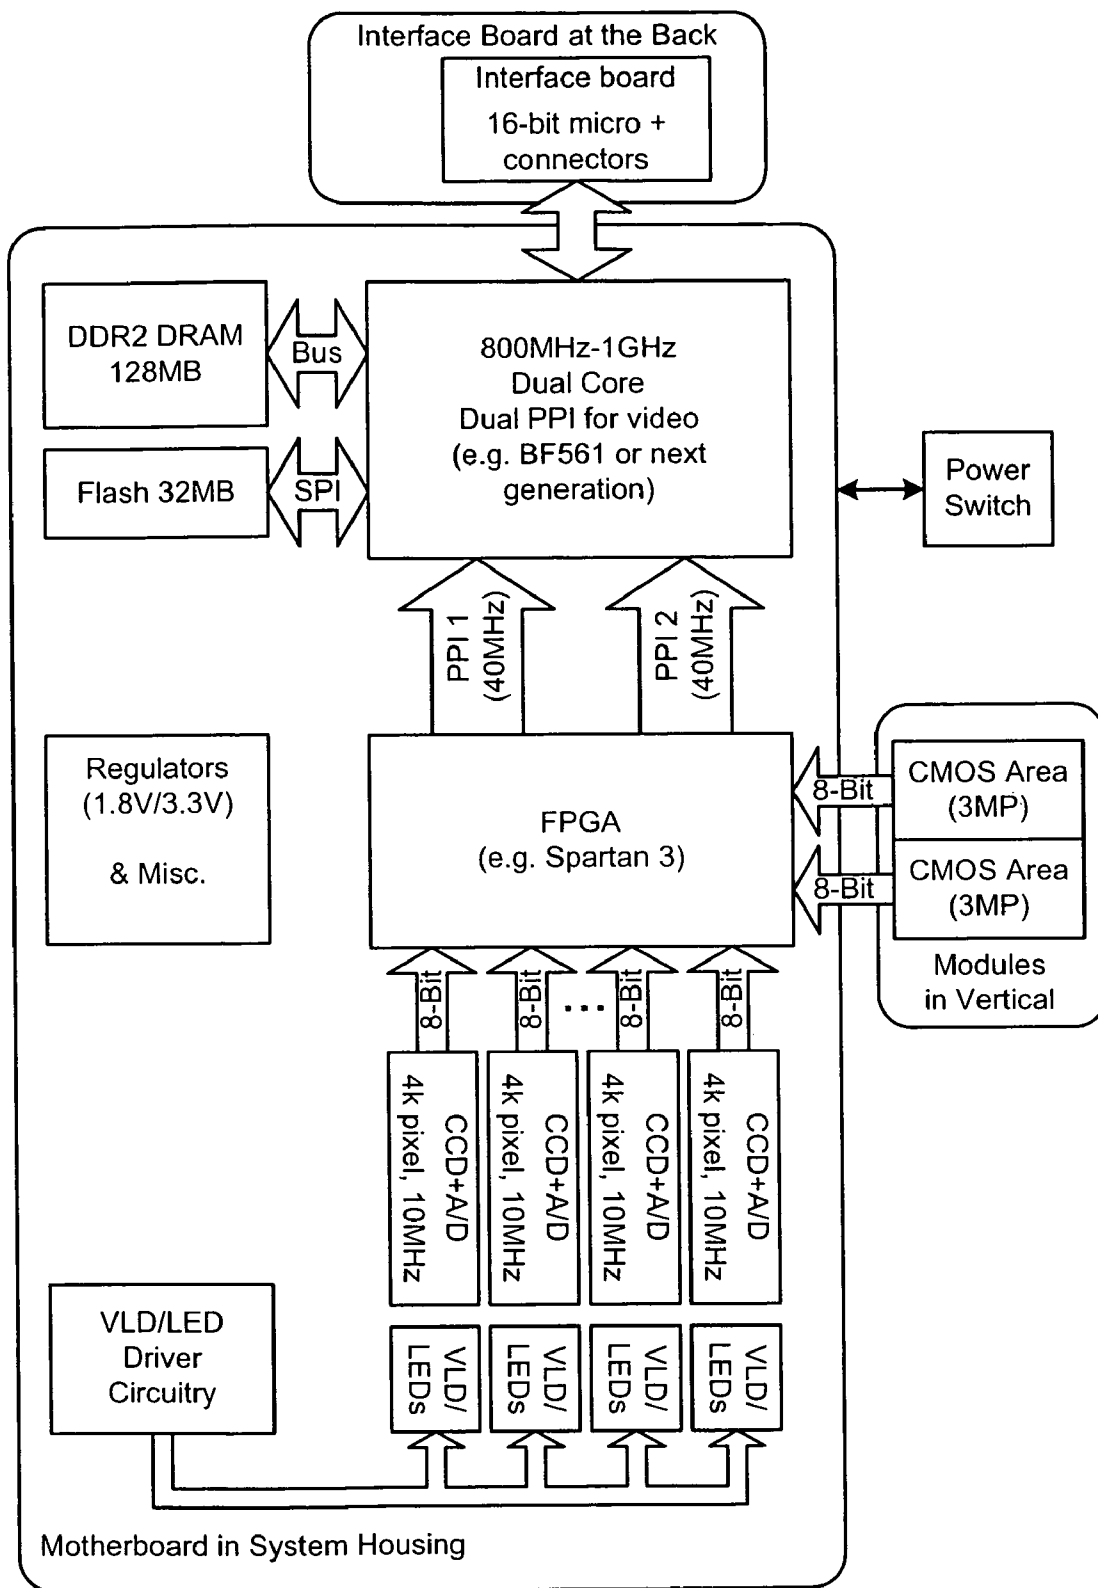 Interface Board at the Back
Interface board
16-bit micro +
connectors
DDR2 DRAM
128MB
Bus
800MHz-1GHz
Dual Core
Dual PPI for video
(e.g. BF561 or next
generation)
Flash 32MB
SPI
Power
Switch
PPI 1
(40MHz)
PPI 2
(40MHz)
Regulators
(1.8V/3.3V)
& Misc.
FPGA
(e.g. Spartan 3)
8-Bit
CMOS Area
(3MP)
8-Bit
CMOS Area
(3MP)
Modules
in Vertical
8-Bit
8-Bit
...
8-Bit
8-Bit
CCD+A/D
4k pixel, 10MHz
CCD+A/D
4k pixel, 10MHz
CCD+A/D
4k pixel, 10MHz
CCD+A/D
4k pixel, 10MHz
VLD/LED
Driver
Circuitry
VLD/
LEDs
VLD/
LEDs
VLD/
LEDs
VLD/
LEDs
Motherboard in System Housing